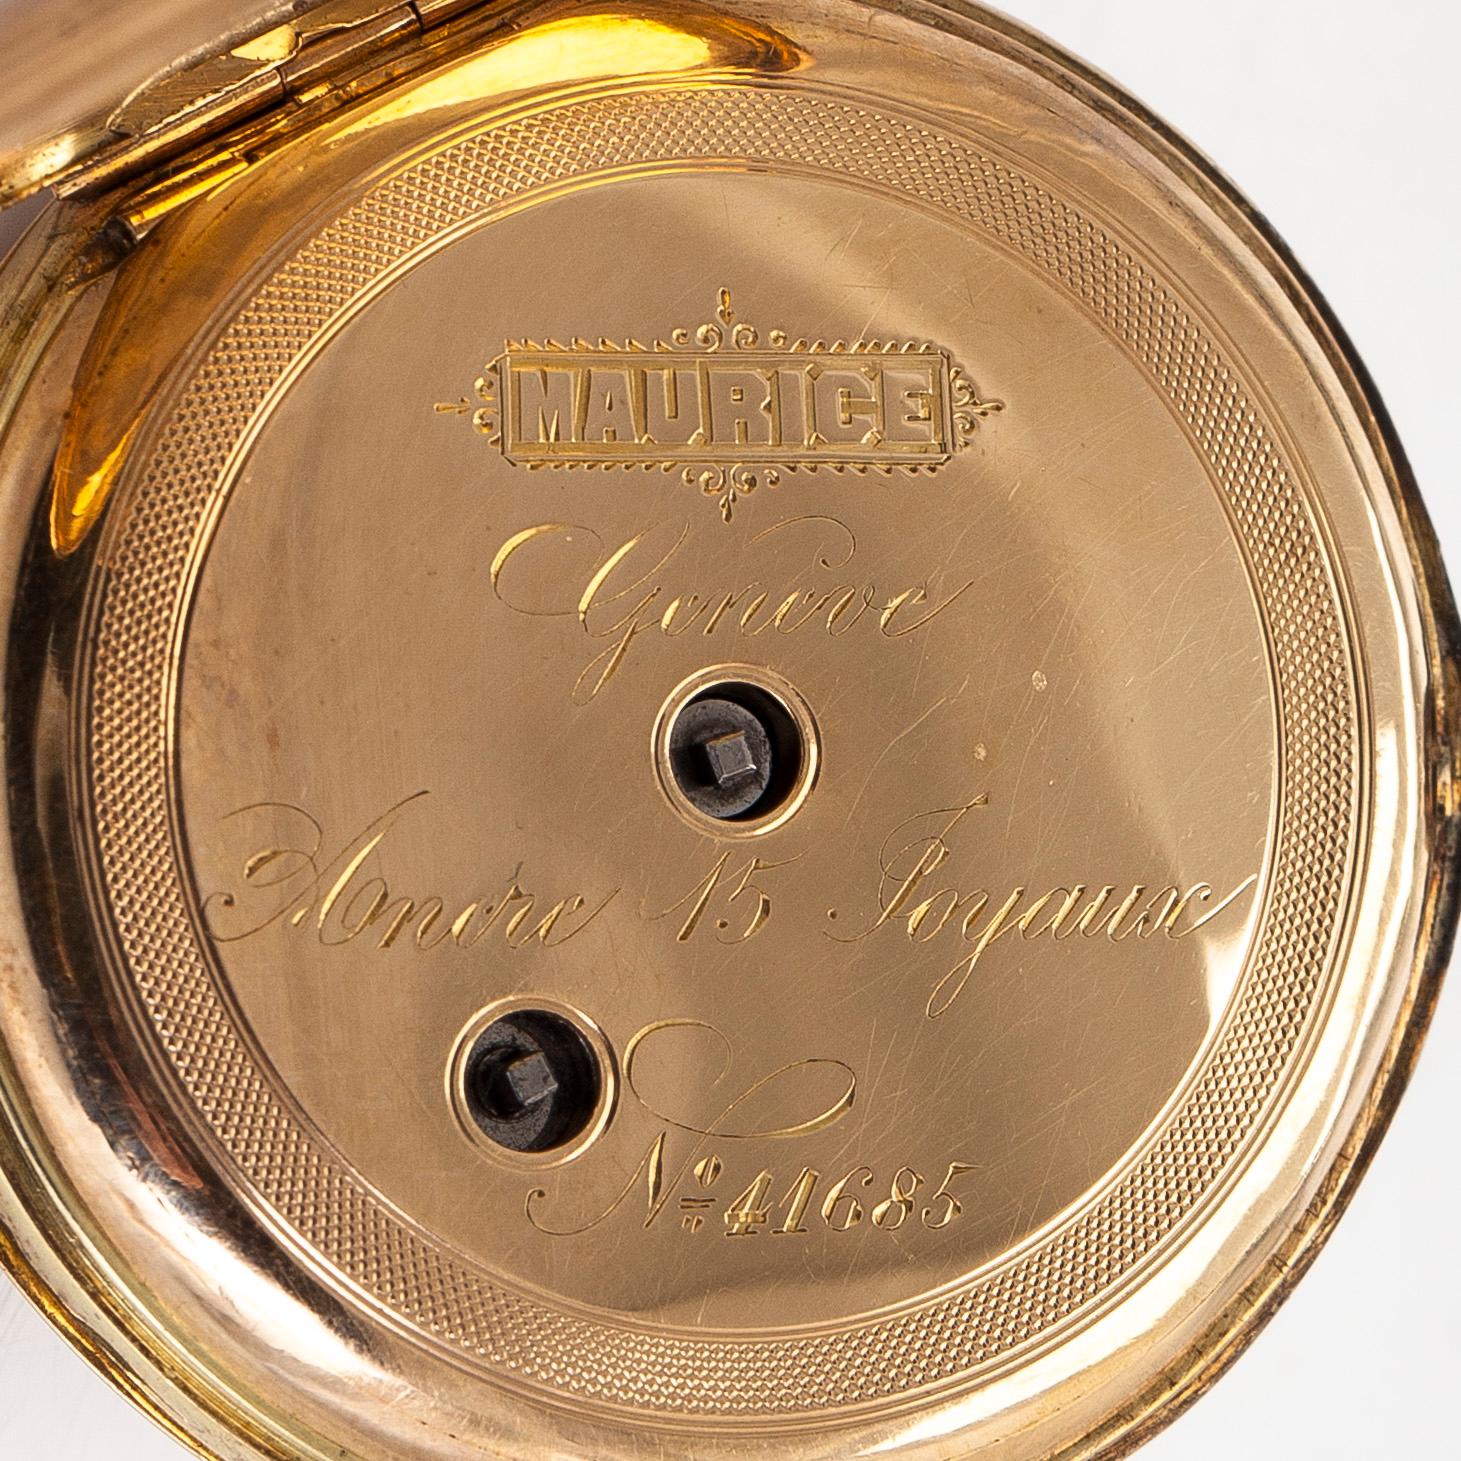 MAURICE
Genève
Ancre 15 Joyaux
Nº 41685